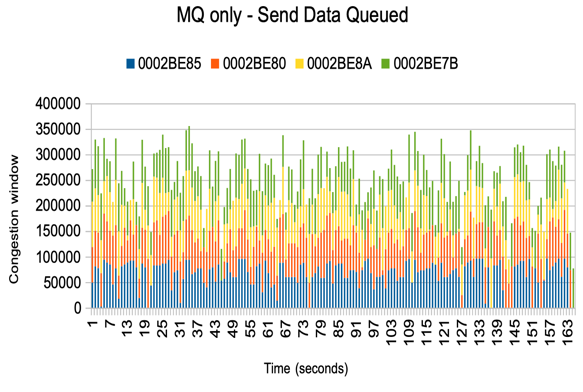 MQ only - Send Data Queued
0002BE85 0002BE80 0002BE8A 0002BE7B
Congestion window
400000
350000
300000
250000
200000
150000
100000
50000
0
1 7 13 19 25 31 37 43 49 55 61 67 73 79 85 91 97 103 109 115 121 127 133 139 145 151 157 163
Time (seconds)